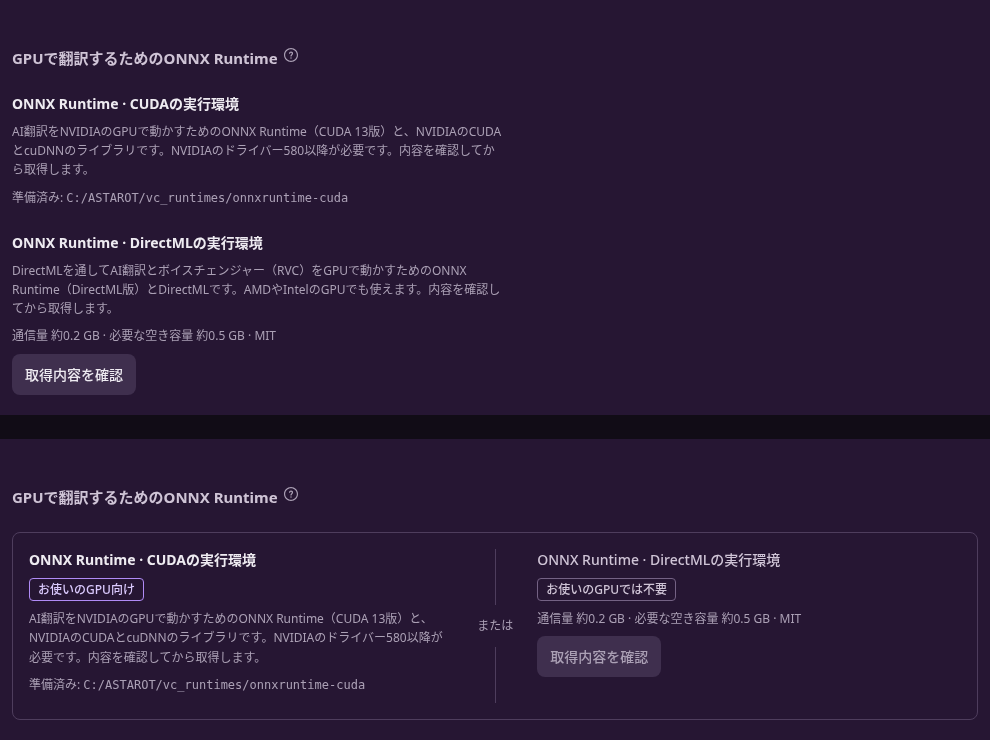 GPUで翻訳するためのONNX Runtime ?
ONNX Runtime · CUDAの実行環境
AI翻訳をNVIDIAのGPUで動かすためのONNX Runtime（CUDA 13版）と、NVIDIAのCUDA
とcuDNNのライブラリです。NVIDIAのドライバー580以降が必要です。内容を確認してか
ら取得します。
準備済み: C:/ASTAROT/vc_runtimes/onnxruntime-cuda
ONNX Runtime · DirectMLの実行環境
DirectMLを通してAI翻訳とボイスチェンジャー（RVC）をGPUで動かすためのONNX
Runtime（DirectML版）とDirectMLです。AMDやIntelのGPUでも使えます。内容を確認し
てから取得します。
通信量 約0.2 GB · 必要な空き容量 約0.5 GB · MIT
取得内容を確認
GPUで翻訳するためのONNX Runtime ?
ONNX Runtime · CUDAの実行環境
お使いのGPU向け
AI翻訳をNVIDIAのGPUで動かすためのONNX Runtime（CUDA 13版）と、
NVIDIAのCUDAとcuDNNのライブラリです。NVIDIAのドライバー580以降が
必要です。内容を確認してから取得します。
準備済み: C:/ASTAROT/vc_runtimes/onnxruntime-cuda
または
ONNX Runtime · DirectMLの実行環境
お使いのGPUでは不要
通信量 約0.2 GB · 必要な空き容量 約0.5 GB · MIT
取得内容を確認